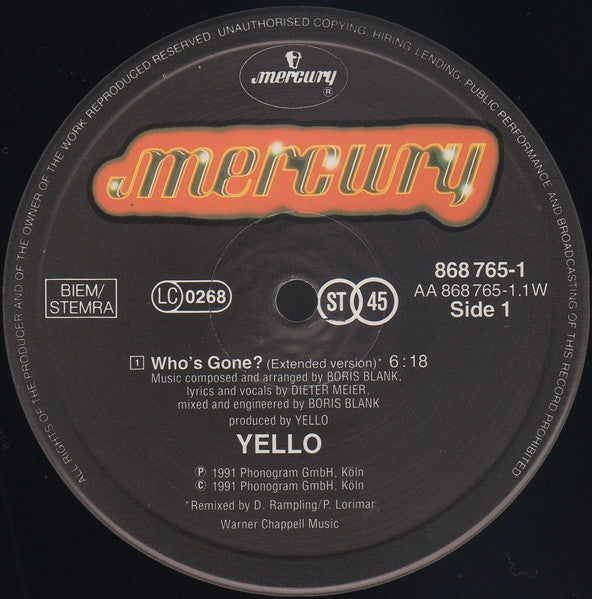 ALL RIGHTS OF THE PRODUCER AND OF THE OWNER OF THE WORK REPRODUCED RESERVED. UNAUTHORISED COPYING, HIRING, LENDING, PUBLIC PERFORMANCE AND BROADCASTING OF THIS RECORD PROHIBITED
mercury
®
mercury
BIEM/
STEMRA
LC 0268
ST 45
868 765-1
AA 868 765-1.1W
Side 1
1 Who's Gone? (Extended version)* 6:18
Music composed and arranged by BORIS BLANK,
lyrics and vocals by DIETER MEIER,
mixed and engineered by BORIS BLANK
produced by YELLO
YELLO
℗ 1991 Phonogram GmbH, Köln
© 1991 Phonogram GmbH, Köln
*Remixed by D. Rampling/P. Lorimar
Warner Chappell Music